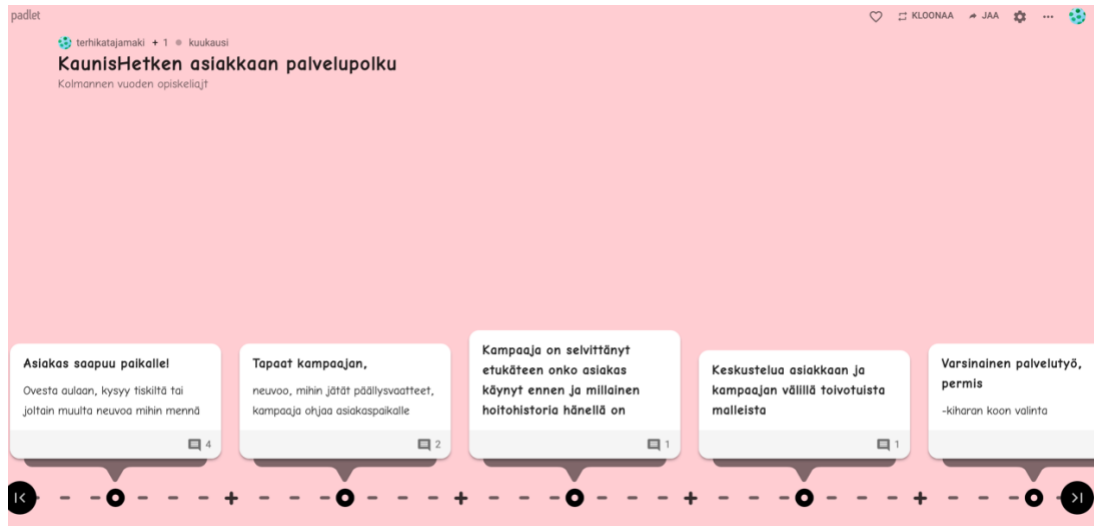 padlet
KLOONAA JAA
terhikatajamaki + 1 kuukausi
KaunisHetken asiakkaan palvelupolku
Kolmannen vuoden opiskeliajt
Asiakas saapuu paikalle!
Ovesta aulaan, kysyy tiskiltä tai
joltain muulta neuvoa mihin mennä
4
Tapaat kampaajan,
neuvoo, mihin jätät päällysvaatteet,
kampaaja ohjaa asiakaspaikalle
2
Kampaaja on selvittänyt
etukäteen onko asiakas
käynyt ennen ja millainen
hoitohistoria hänellä on
1
Keskustelua asiakkaan ja
kampaajan välillä toivotuista
malleista
1
Varsinainen palvelutyö,
permis
-kiharan koon valinta